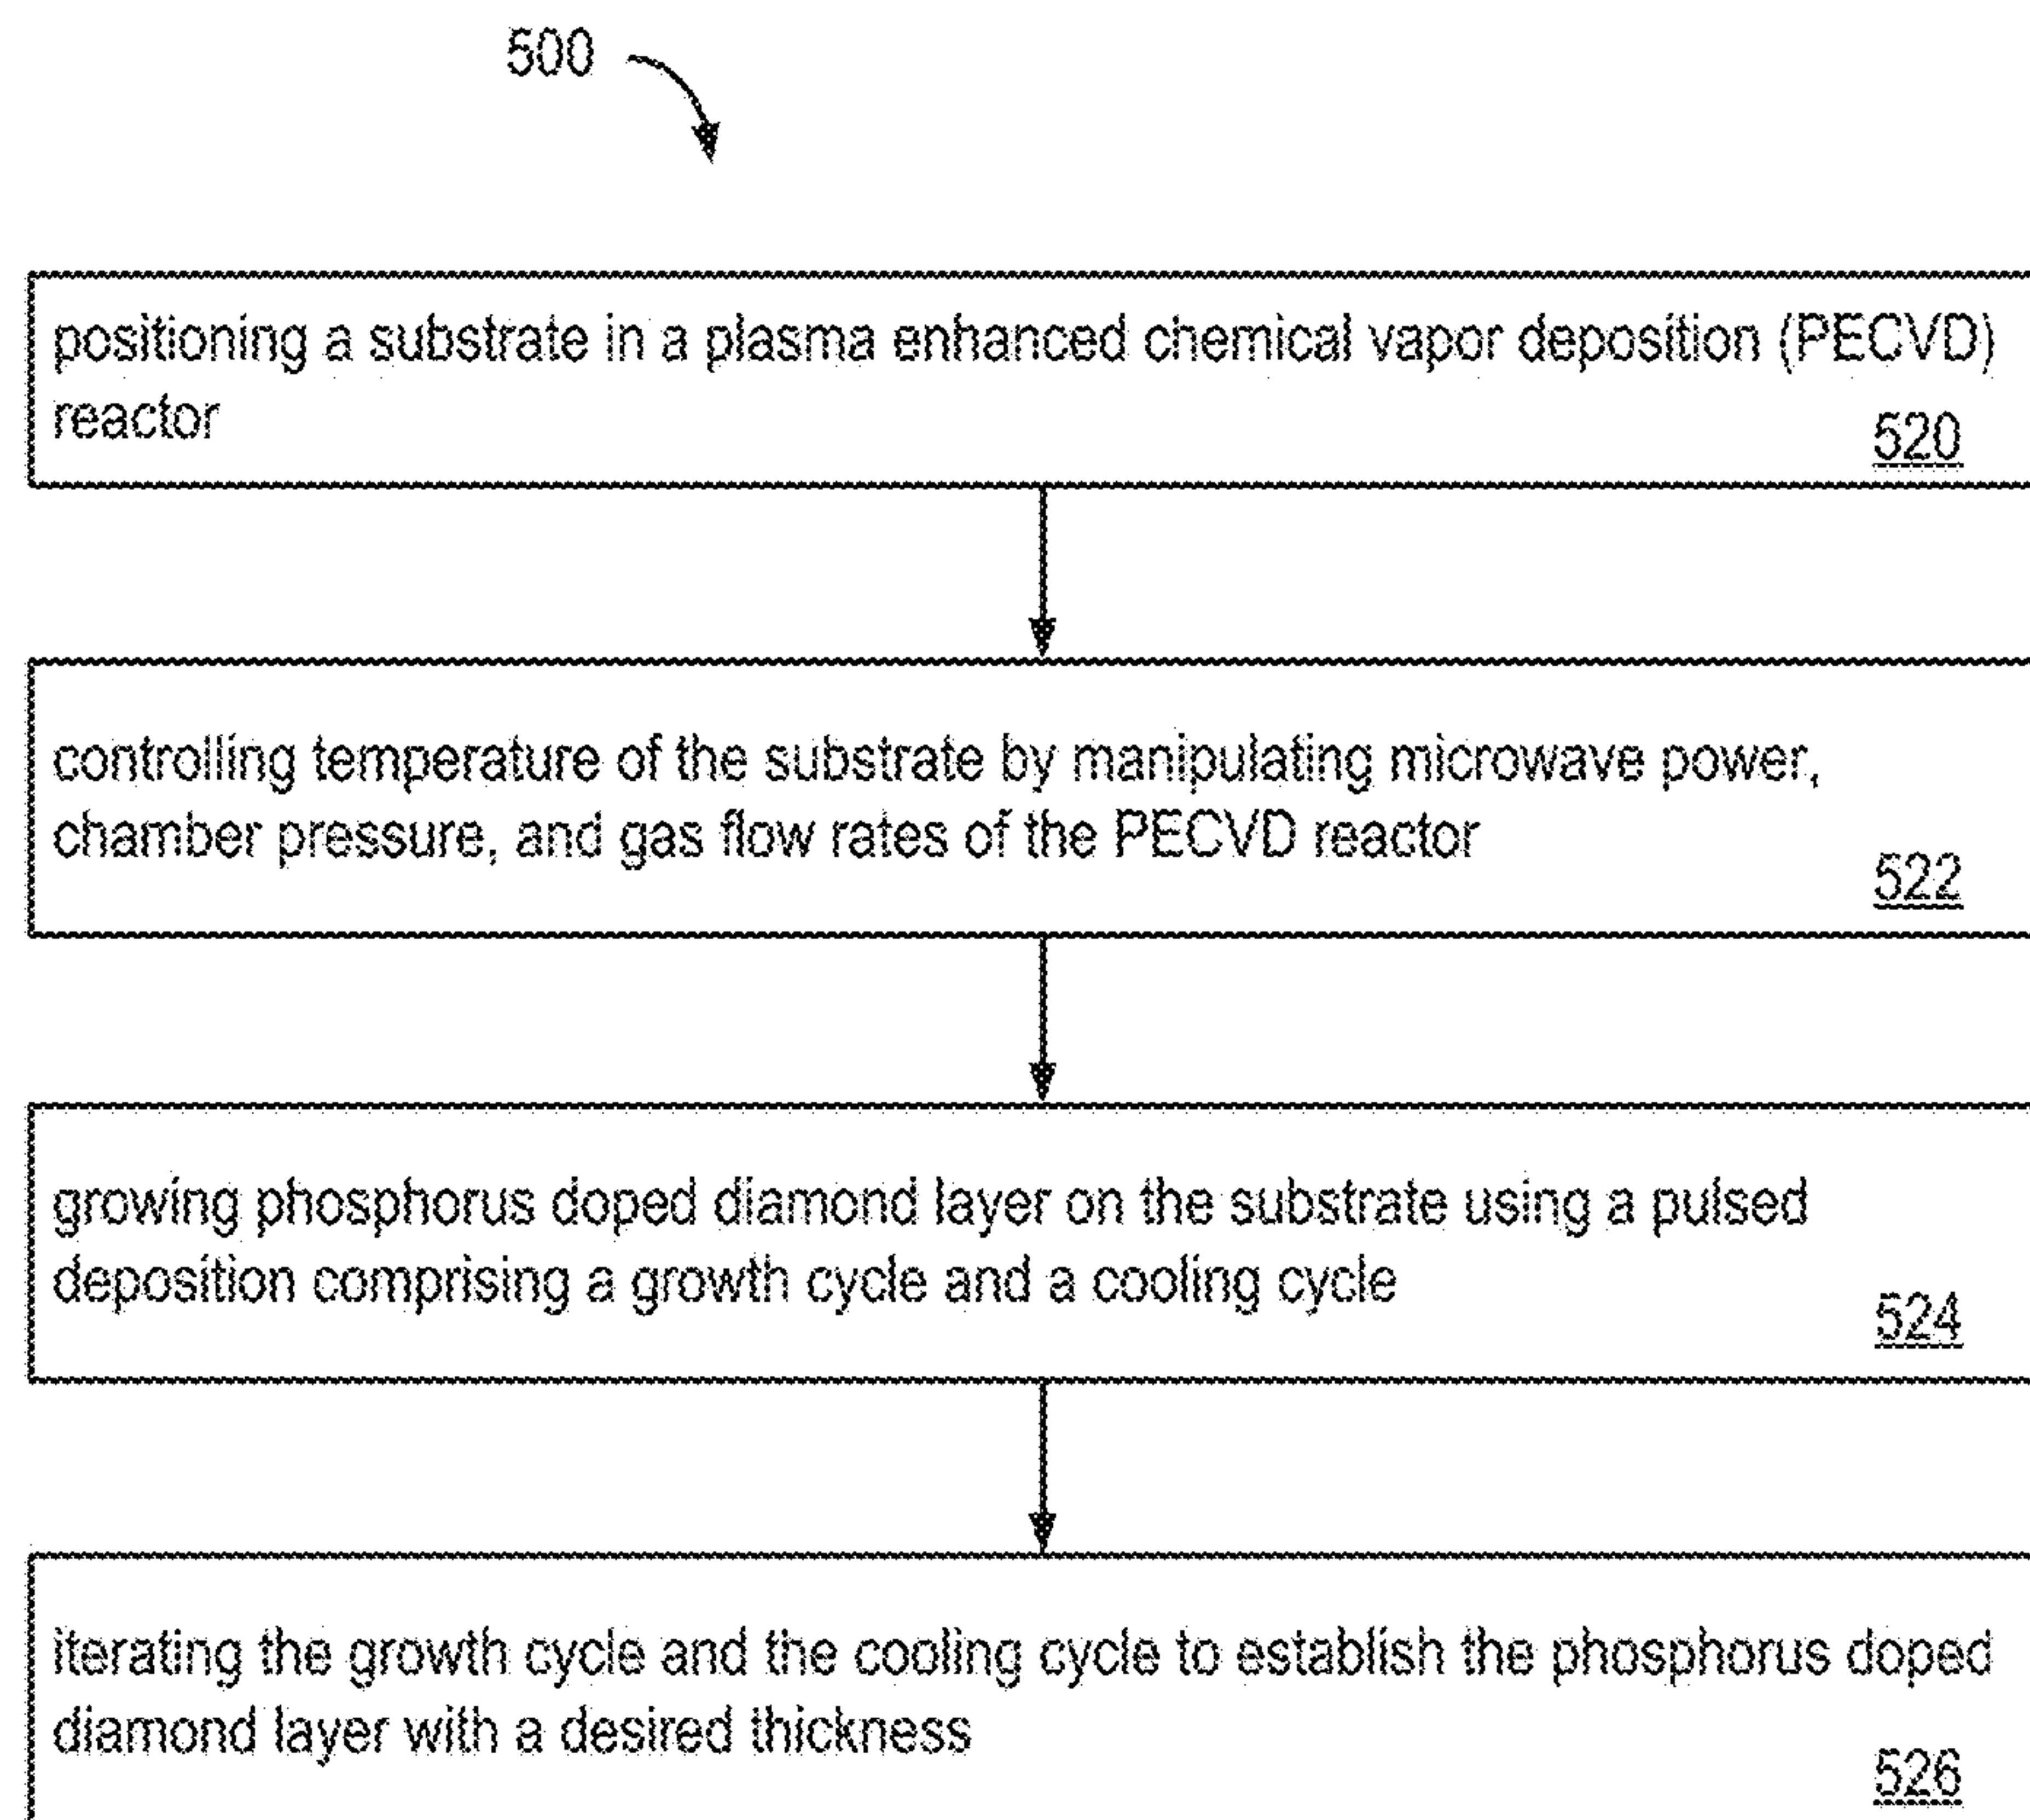 500
positioning a substrate in a plasma enhanced chemical vapor deposition (PECVD)
reactor
520
controlling temperature of the substrate by manipulating microwave power,
chamber pressure, and gas flow rates of the PECVD reactor
522
growing phosphorus doped diamond layer on the substrate using a pulsed
deposition comprising a growth cycle and a cooling cycle
524
iterating the growth cycle and the cooling cycle to establish the phosphorus doped
diamond layer with a desired thickness
526